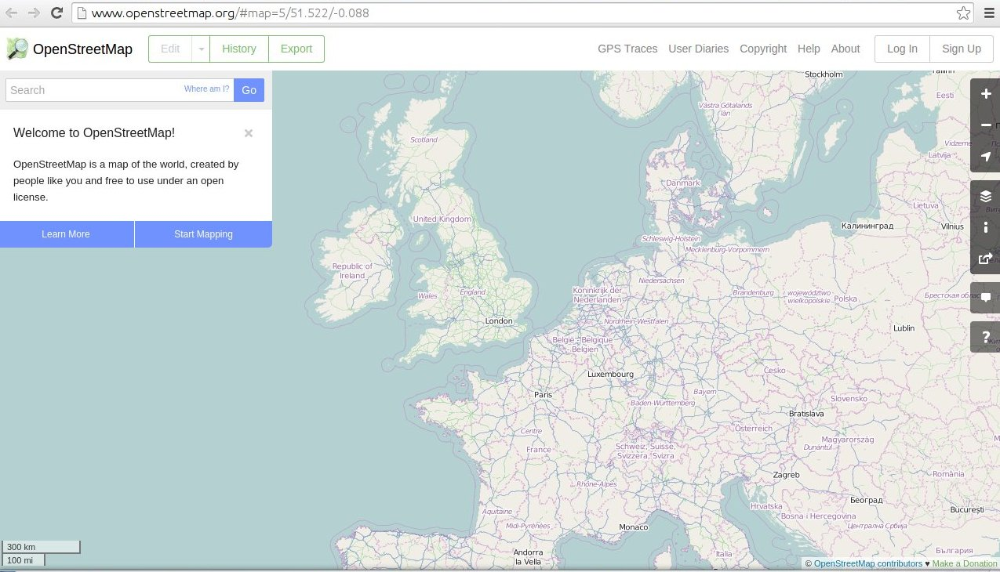 www.openstreetmap.org/#map=5/51.522/-0.088
OpenStreetMap
Edit
History
Export
GPS Traces
User Diaries
Copyright
Help
About
Log In
Sign Up
Search
Where am I?
Go
Welcome to OpenStreetMap!
OpenStreetMap is a map of the world, created by
people like you and free to use under an open
license.
Learn More
Start Mapping
Stockholm
Eesti
Västra Götalands
län
Scotland
Vidzeme
Latvija
Danmark
Lietuva
United Kingdom
Калининград
Vilnius
Schleswig-Holstein
Mecklenburg-Vorpommern
Republic of
Ireland
Niedersachsen
Wales
England
Koninkrijk der
Nederlanden
Brandenburg
województwo
wielkopolskie
Polska
Брестская
London
Nordrhein-Westfalen
Lublin
België - Belgique
- Belgien
Luxembourg
Česko
Paris
Bayern
Baden-Württemberg
Slovensko
Bratislava
Centre
Österreich
France
Schweiz, Suisse,
Svizzera, Svizra
Magyarország
Dunántúl
Zagreb
România
Rhône-Alpes
Београд
Hrvatska
București
Aquitaine
Bosna i Hercegovina
Midi-Pyrénées
Monaco
Централна Србија
Andorra
la Vella
Italia
България
300 km
100 mi
© OpenStreetMap contributors ♥ Make a Donation